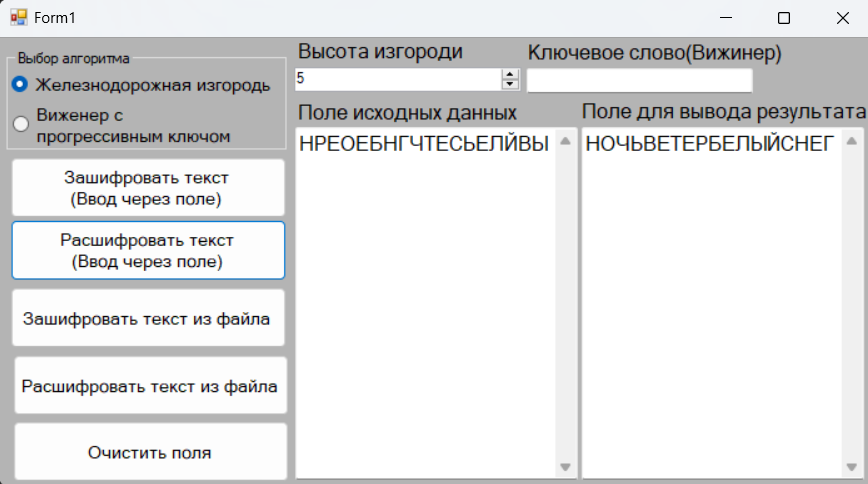 Form1
Выбор алгоритма
Железнодорожная изгородь
Виженер с
прогрессивным ключом
Зашифровать текст
(Ввод через поле)
Расшифровать текст
(Ввод через поле)
Зашифровать текст из файла
Расшифровать текст из файла
Очистить поля
Высота изгороди
5
Ключевое слово(Вижинер)
Поле исходных данных
НРЕОЕБНГЧТЕСЬЕЛЙВЫ
Поле для вывода результата
НОЧЬВЕТЕРБЕЛЫЙСНЕГ